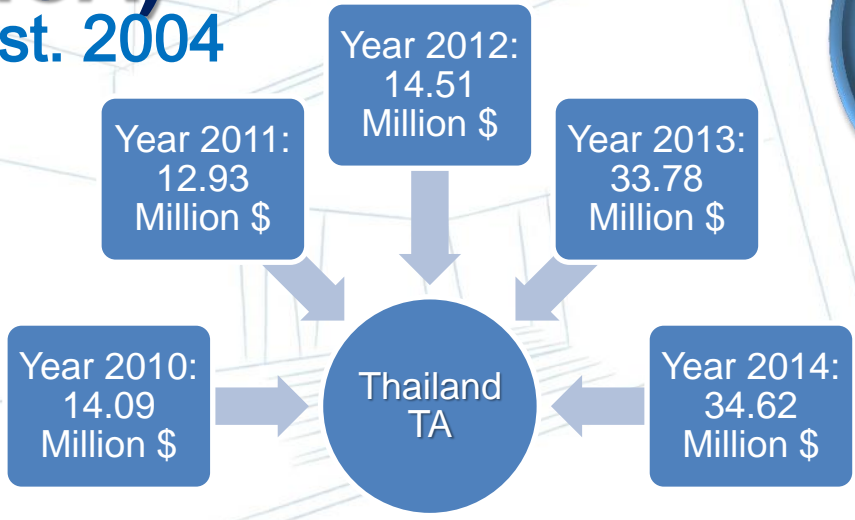 st. 2004
Year 2012:
14.51
Million $
Year 2011:
12.93
Million $
Year 2013:
33.78
Million $
Year 2010:
14.09
Million $
Thailand
TA
Year 2014:
34.62
Million $